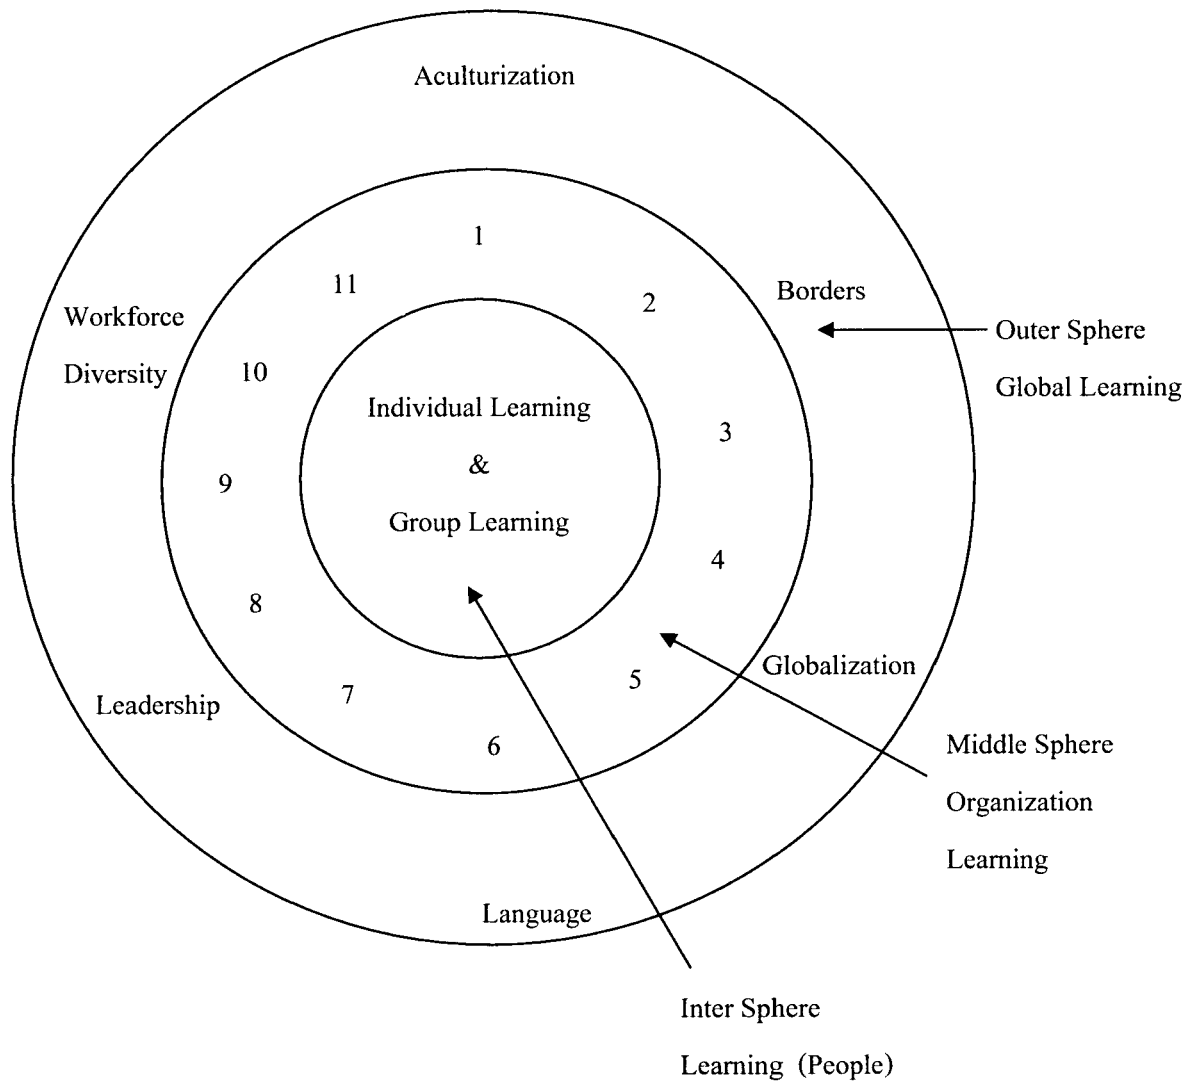 Aculturization
1
11
2
Borders
Workforce
Diversity
Outer Sphere
Global Learning
10
Individual Learning
&
Group Learning
3
9
4
8
Globalization
5
7
Leadership
6
Middle Sphere
Organization
Learning
Language
Inter Sphere
Learning (People)